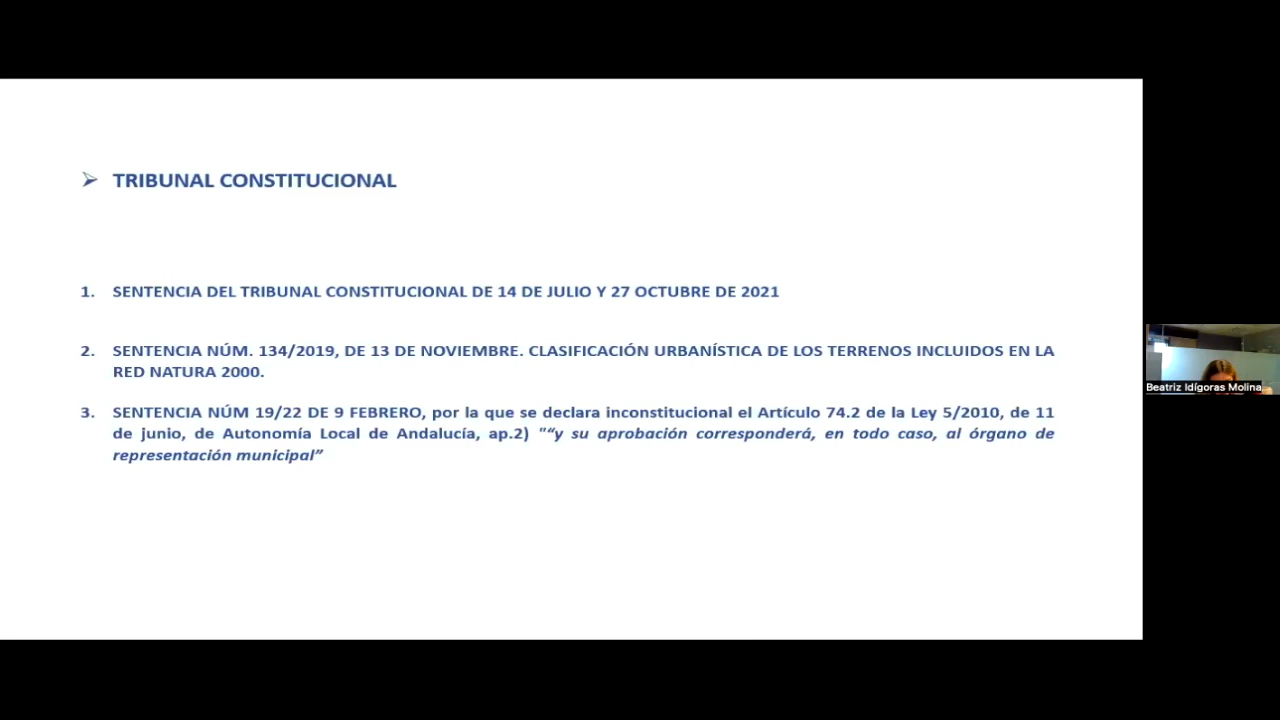 TRIBUNAL CONSTITUCIONAL
1. SENTENCIA DEL TRIBUNAL CONSTITUCIONAL DE 14 DE JULIO Y 27 OCTUBRE DE 2021
2. SENTENCIA NÚM. 134/2019, DE 13 DE NOVIEMBRE. CLASIFICACIÓN URBANÍSTICA DE LOS TERRENOS INCLUIDOS EN LA
RED NATURA 2000.
3. SENTENCIA NÚM 19/22 DE 9 FEBRERO, por la que se declara inconstitucional el Artículo 74.2 de la Ley 5/2010, de 11
de junio, de Autonomía Local de Andalucía, ap.2) "“y su aprobación corresponderá, en todo caso, al órgano de
representación municipal”
Beatriz Idígoras Molina